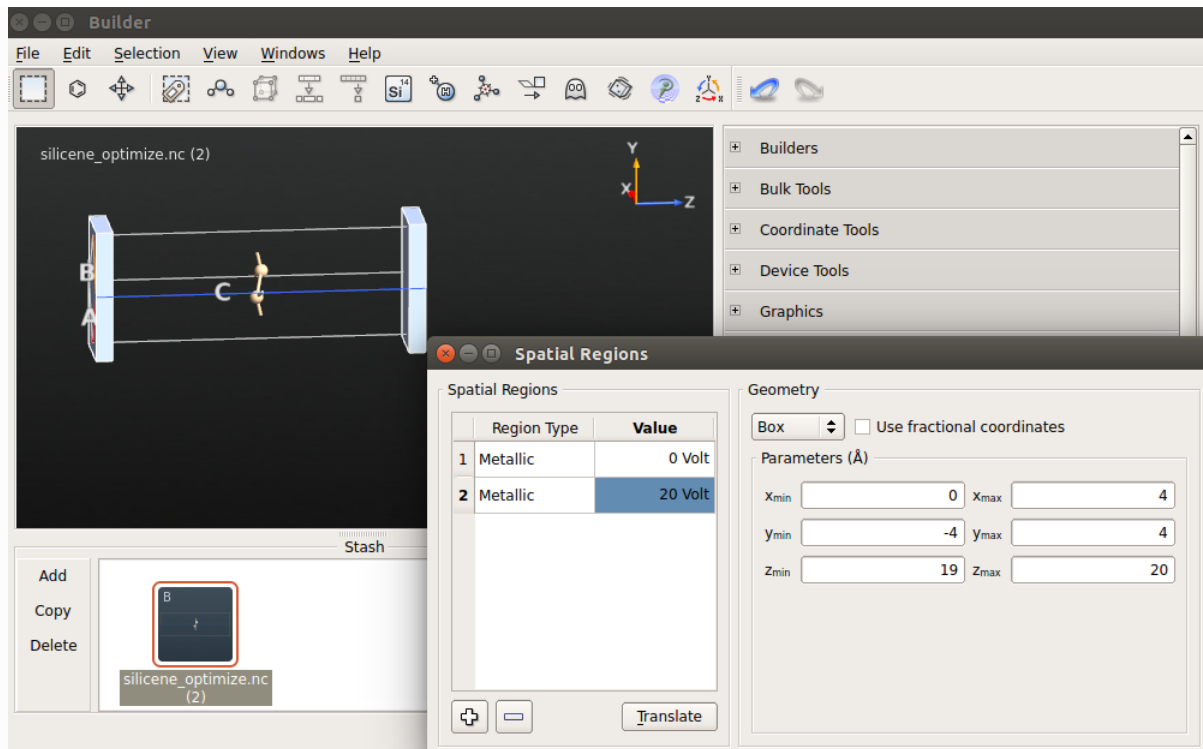 Builder
File Edit Selection View Windows Help
Si 14
H
z x Y
silicene_optimize.nc (2)
Y
X
Z
B
C
A
Builders
Bulk Tools
Coordinate Tools
Device Tools
Graphics
Stash
Add
Copy
Delete
B
silicene_optimize.nc
(2)
Spatial Regions
Spatial Regions
Region Type Value
1 Metallic 0 Volt
2 Metallic 20 Volt
Translate
Geometry
Box Use fractional coordinates
Parameters (Å)
xmin 0 xmax 4
ymin -4 ymax 4
zmin 19 zmax 20